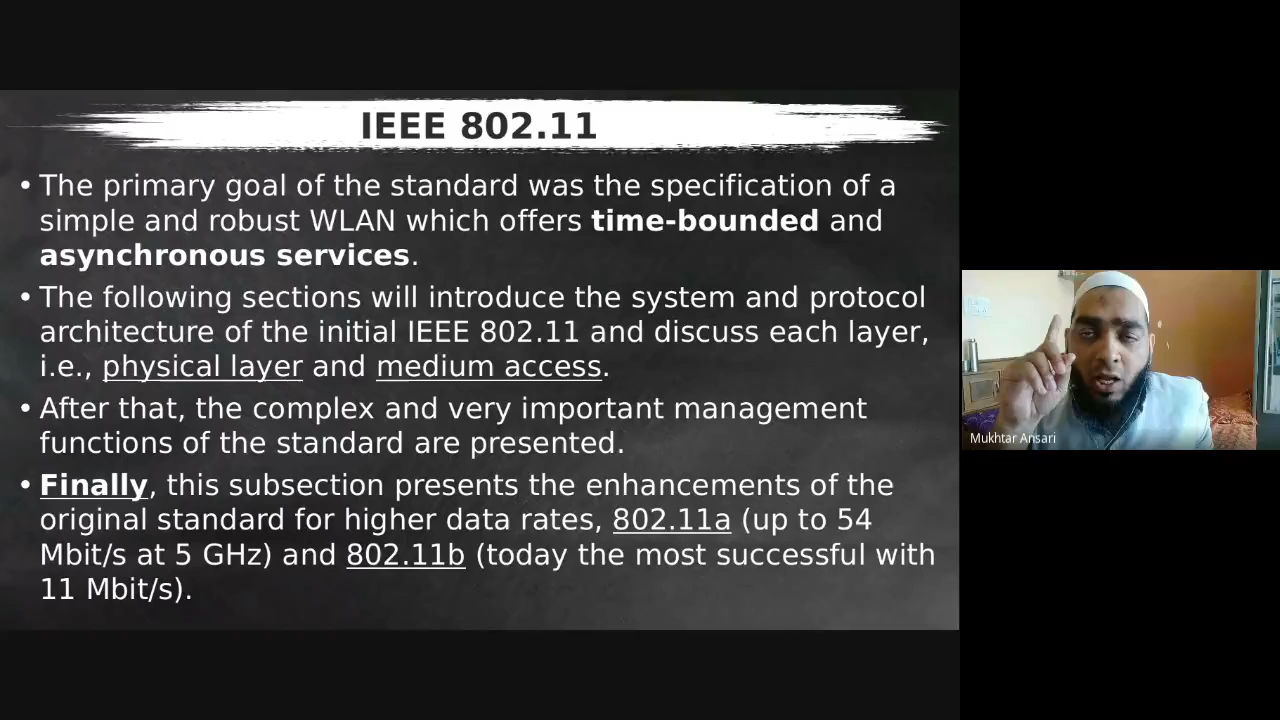 IEEE 802.11
• The primary goal of the standard was the specification of a
simple and robust WLAN which offers time-bounded and
asynchronous services.
• The following sections will introduce the system and protocol
architecture of the initial IEEE 802.11 and discuss each layer,
i.e., physical layer and medium access.
• After that, the complex and very important management
functions of the standard are presented.
• Finally, this subsection presents the enhancements of the
original standard for higher data rates, 802.11a (up to 54
Mbit/s at 5 GHz) and 802.11b (today the most successful with
11 Mbit/s).
Mukhtar Ansari